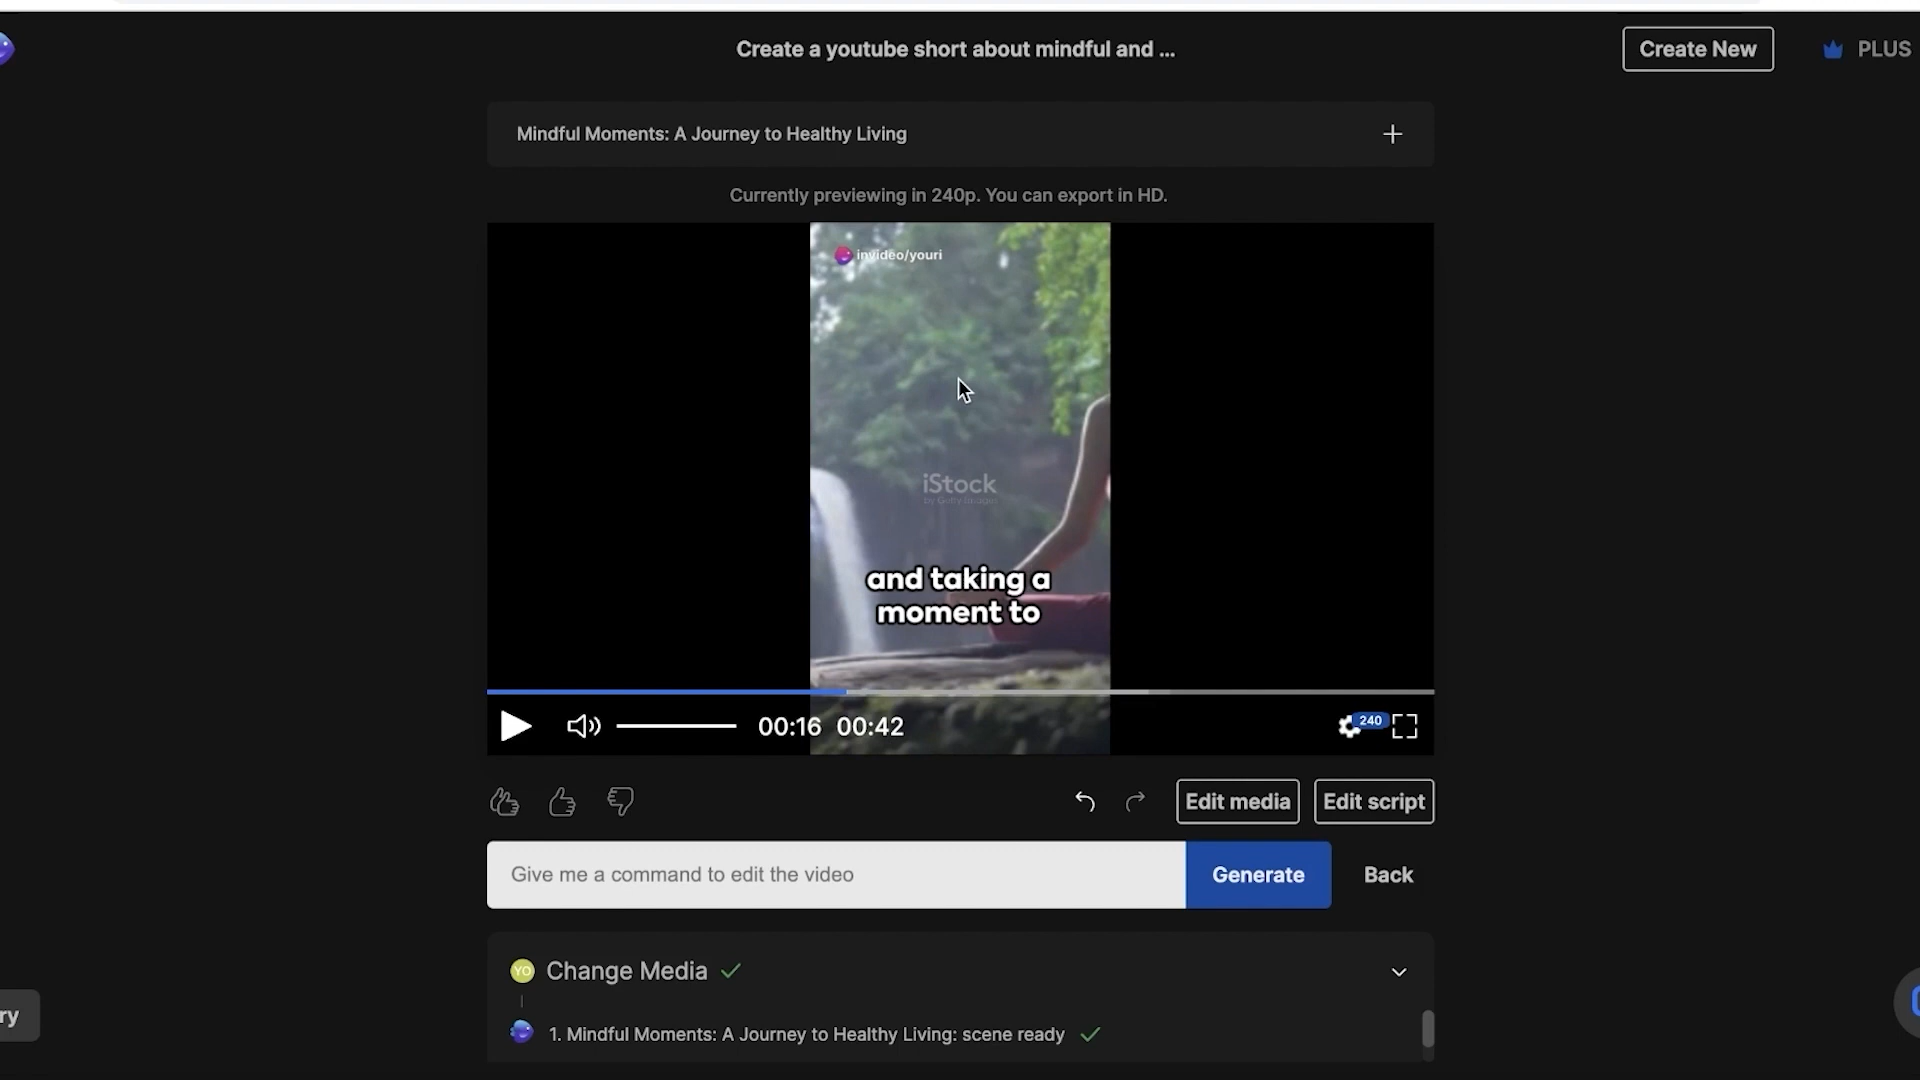 Create a youtube short about mindful and ...
Create New
PLUS
Mindful Moments: A Journey to Healthy Living
Currently previewing in 240p. You can export in HD.
invideo/youri
iStock
by Getty Images
and taking a
moment to
00:16 00:42
240
Edit media
Edit script
Give me a command to edit the video
Generate
Back
YO
Change Media
1. Mindful Moments: A Journey to Healthy Living: scene ready
ry